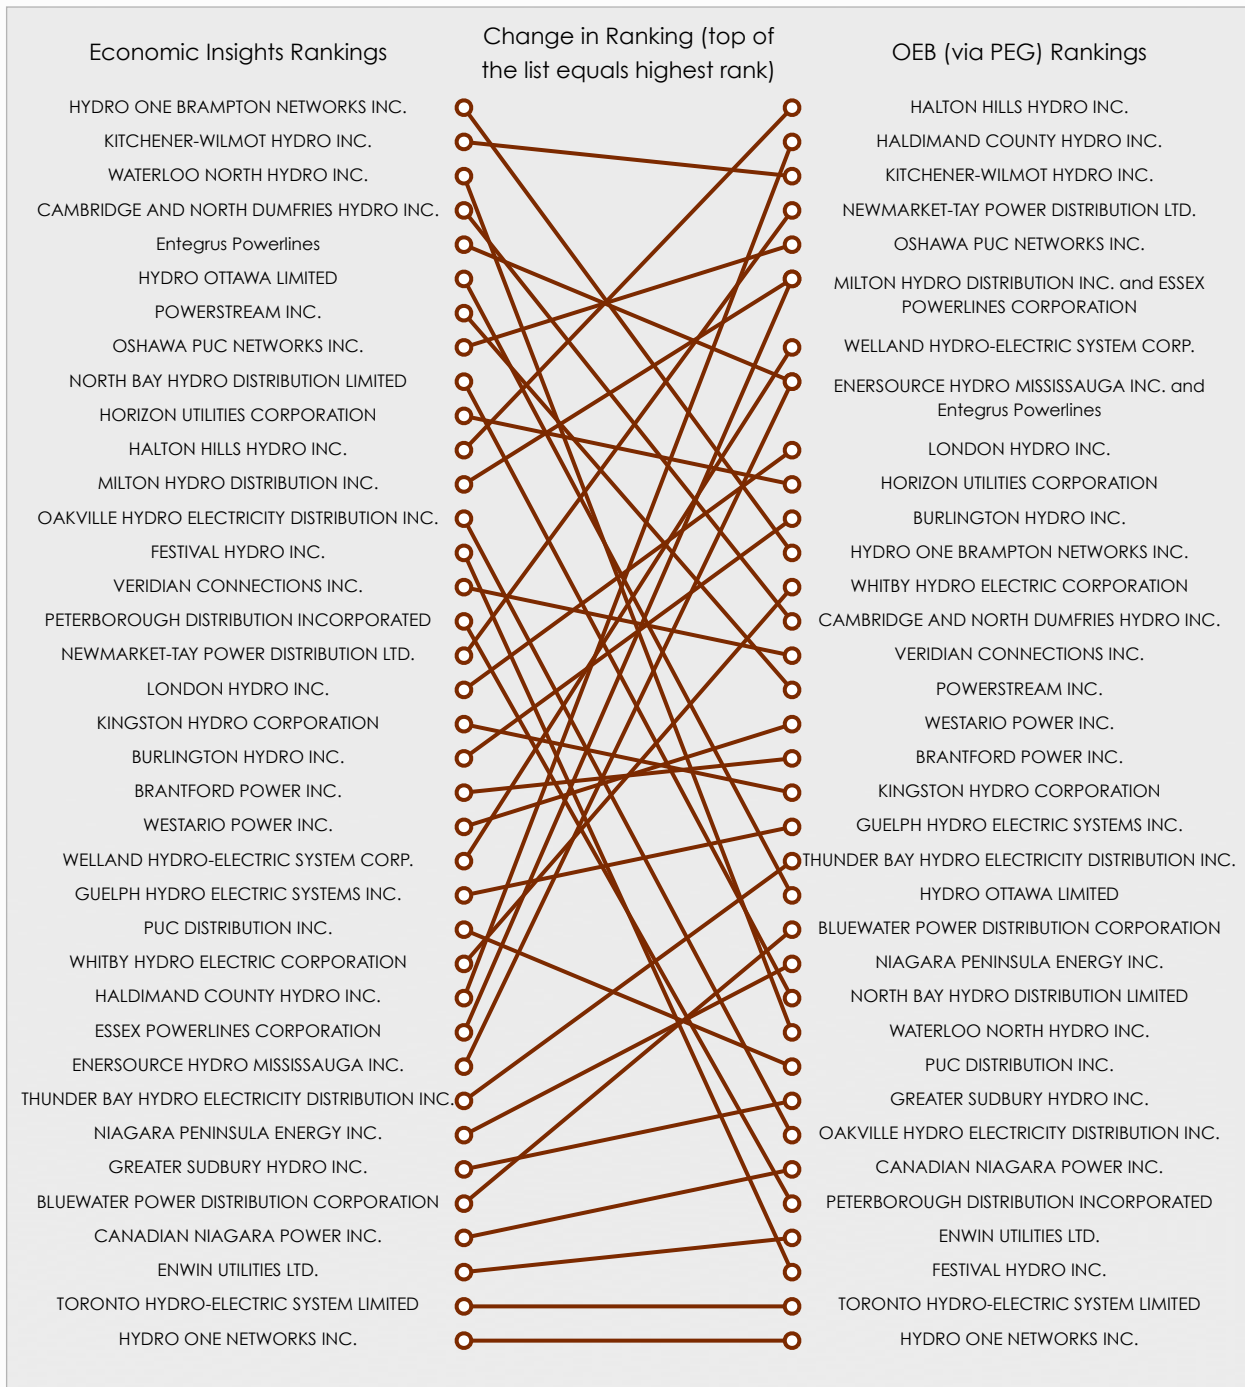 Economic Insights Rankings
Change in Ranking (top of
the list equals highest rank)
OEB (via PEG) Rankings
HYDRO ONE BRAMPTON NETWORKS INC.
KITCHENER-WILMOT HYDRO INC.
WATERLOO NORTH HYDRO INC.
CAMBRIDGE AND NORTH DUMFRIES HYDRO INC.
Entegrus Powerlines
HYDRO OTTAWA LIMITED
POWERSTREAM INC.
OSHAWA PUC NETWORKS INC.
NORTH BAY HYDRO DISTRIBUTION LIMITED
HORIZON UTILITIES CORPORATION
HALTON HILLS HYDRO INC.
MILTON HYDRO DISTRIBUTION INC.
OAKVILLE HYDRO ELECTRICITY DISTRIBUTION INC.
FESTIVAL HYDRO INC.
VERIDIAN CONNECTIONS INC.
PETERBOROUGH DISTRIBUTION INCORPORATED
NEWMARKET-TAY POWER DISTRIBUTION LTD.
LONDON HYDRO INC.
KINGSTON HYDRO CORPORATION
BURLINGTON HYDRO INC.
BRANTFORD POWER INC.
WESTARIO POWER INC.
WELLAND HYDRO-ELECTRIC SYSTEM CORP.
GUELPH HYDRO ELECTRIC SYSTEMS INC.
PUC DISTRIBUTION INC.
WHITBY HYDRO ELECTRIC CORPORATION
HALDIMAND COUNTY HYDRO INC.
ESSEX POWERLINES CORPORATION
ENERSOURCE HYDRO MISSISSAUGA INC.
THUNDER BAY HYDRO ELECTRICITY DISTRIBUTION INC.
NIAGARA PENINSULA ENERGY INC.
GREATER SUDBURY HYDRO INC.
BLUEWATER POWER DISTRIBUTION CORPORATION
CANADIAN NIAGARA POWER INC.
ENWIN UTILITIES LTD.
TORONTO HYDRO-ELECTRIC SYSTEM LIMITED
HYDRO ONE NETWORKS INC.
HALTON HILLS HYDRO INC.
HALDIMAND COUNTY HYDRO INC.
KITCHENER-WILMOT HYDRO INC.
NEWMARKET-TAY POWER DISTRIBUTION LTD.
OSHAWA PUC NETWORKS INC.
MILTON HYDRO DISTRIBUTION INC. and ESSEX
POWERLINES CORPORATION
WELLAND HYDRO-ELECTRIC SYSTEM CORP.
ENERSOURCE HYDRO MISSISSAUGA INC. and
Entegrus Powerlines
LONDON HYDRO INC.
HORIZON UTILITIES CORPORATION
BURLINGTON HYDRO INC.
HYDRO ONE BRAMPTON NETWORKS INC.
WHITBY HYDRO ELECTRIC CORPORATION
CAMBRIDGE AND NORTH DUMFRIES HYDRO INC.
VERIDIAN CONNECTIONS INC.
POWERSTREAM INC.
WESTARIO POWER INC.
BRANTFORD POWER INC.
KINGSTON HYDRO CORPORATION
GUELPH HYDRO ELECTRIC SYSTEMS INC.
THUNDER BAY HYDRO ELECTRICITY DISTRIBUTION INC.
HYDRO OTTAWA LIMITED
BLUEWATER POWER DISTRIBUTION CORPORATION
NIAGARA PENINSULA ENERGY INC.
NORTH BAY HYDRO DISTRIBUTION LIMITED
WATERLOO NORTH HYDRO INC.
PUC DISTRIBUTION INC.
GREATER SUDBURY HYDRO INC.
OAKVILLE HYDRO ELECTRICITY DISTRIBUTION INC.
CANADIAN NIAGARA POWER INC.
PETERBOROUGH DISTRIBUTION INCORPORATED
ENWIN UTILITIES LTD.
FESTIVAL HYDRO INC.
TORONTO HYDRO-ELECTRIC SYSTEM LIMITED
HYDRO ONE NETWORKS INC.